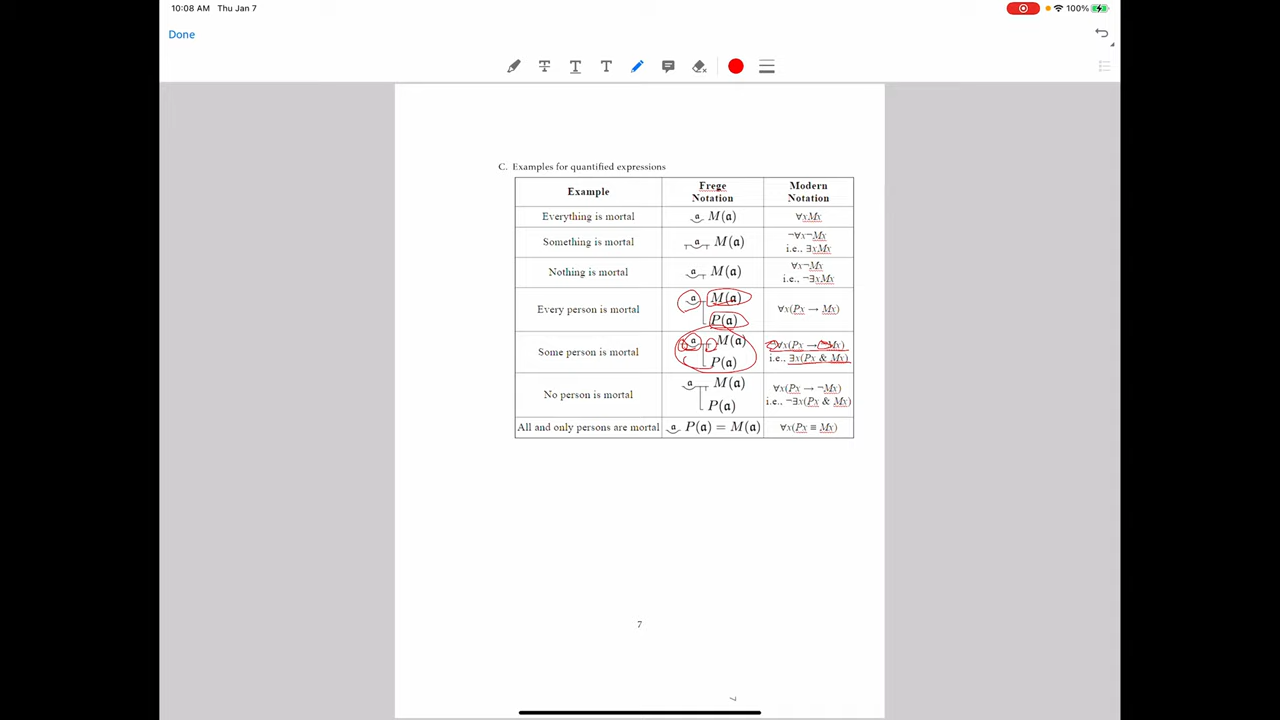 10:08 AM Thu Jan 7 100%
Done
C. Examples for quantified expressions
Example Frege Notation Modern Notation
Everything is mortal 𝔞 M(𝔞) ∀xMx
Something is mortal 𝔞 M(𝔞) ¬∀x¬Mx
i.e.. ∃xMx
Nothing is mortal 𝔞 M(𝔞) ∀x¬Mx
i.e.. ¬∃xMx
Every person is mortal 𝔞 M(𝔞) P(𝔞) ∀x(Px → Mx)
Some person is mortal 𝔞 M(𝔞) P(𝔞) ¬∀x(Px → ¬Mx)
i.e.. ∃x(Px & Mx)
No person is mortal 𝔞 M(𝔞) P(𝔞) ∀x(Px → ¬Mx)
i.e.. ¬∃x(Px & Mx)
All and only persons are mortal 𝔞 P(𝔞) = M(𝔞) ∀x(Px ≡ Mx)
7